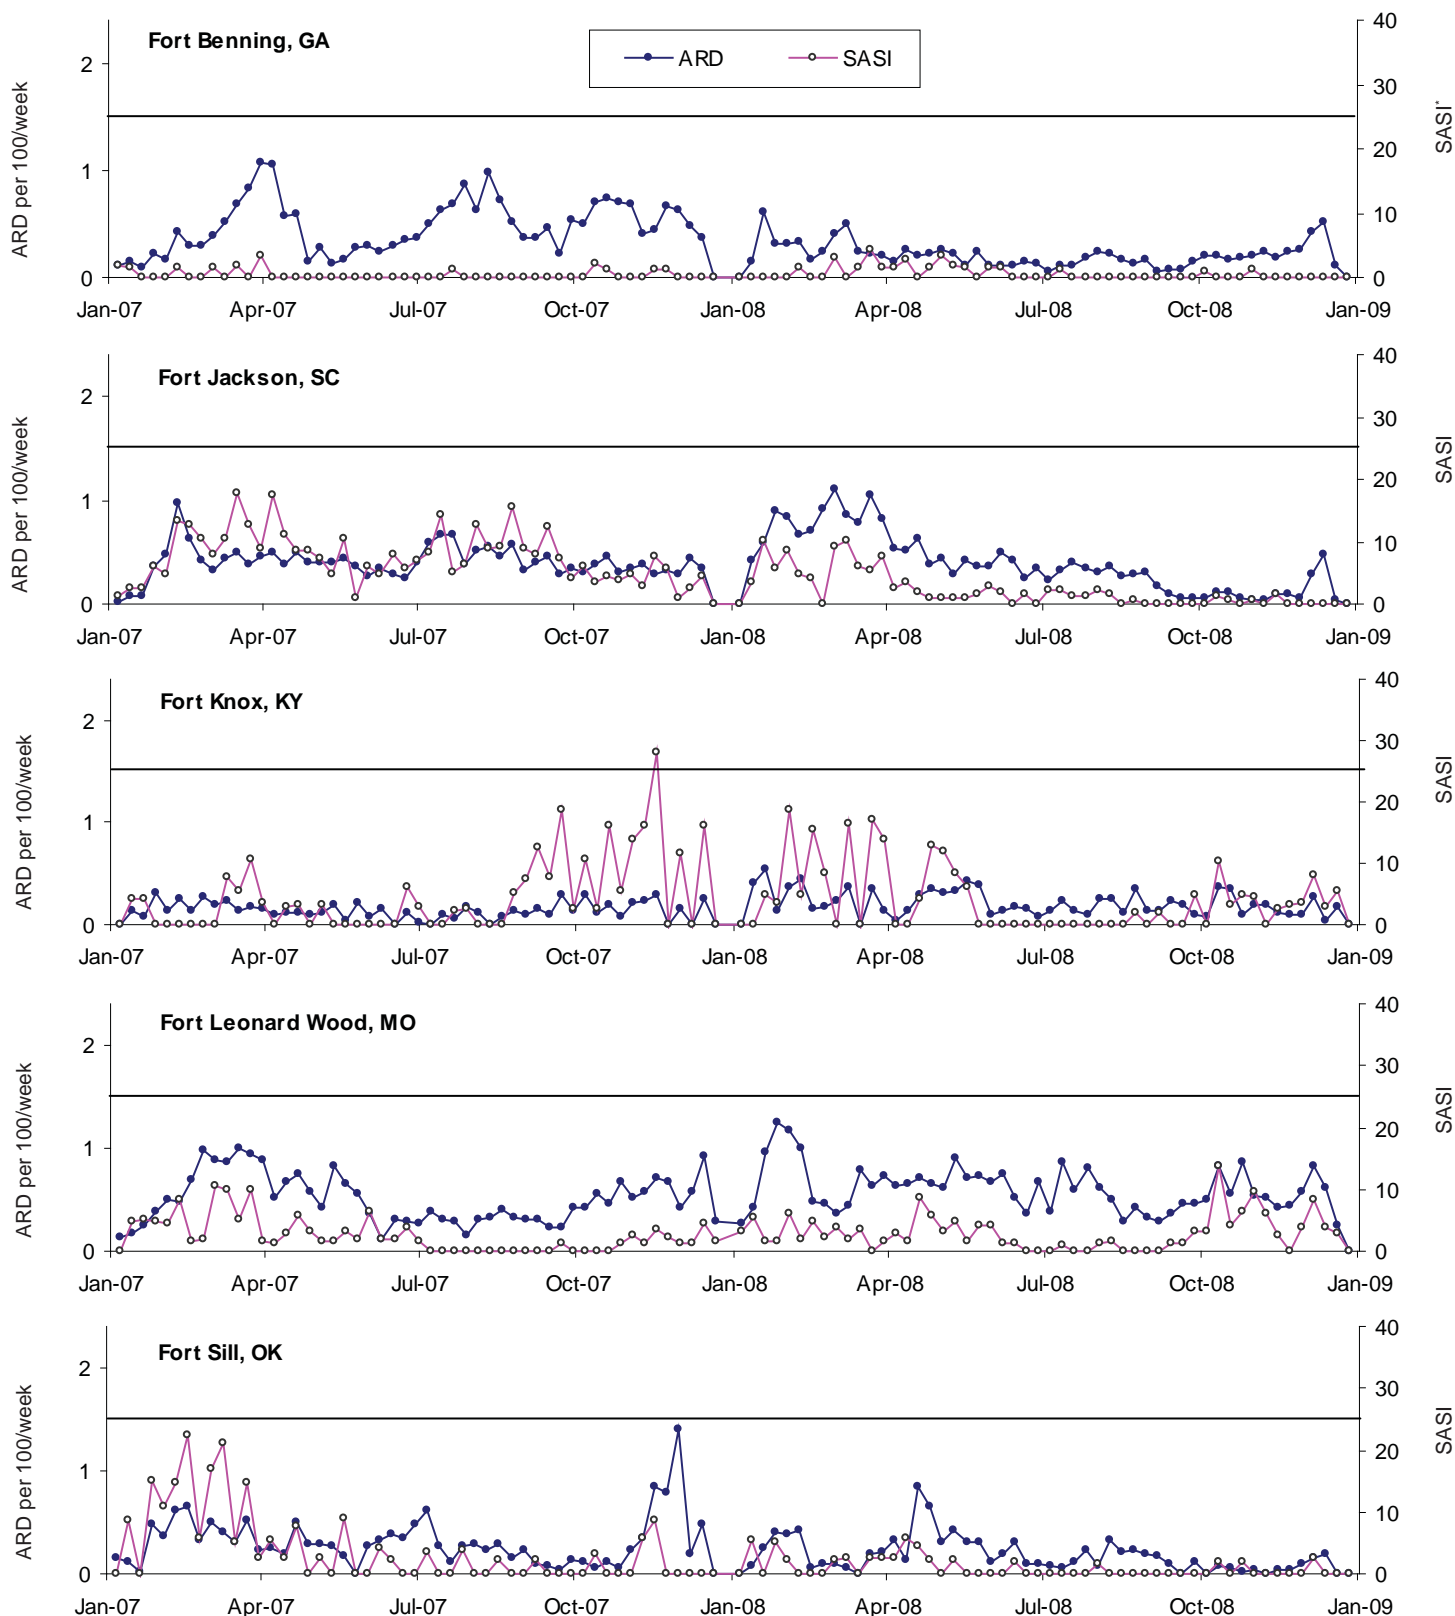 Fort Benning, GA
ARD
SASI
40
30
20
10
0
2
1
0
ARD per 100/week
SASI*
Jan-07 Apr-07 Jul-07 Oct-07 Jan-08 Apr-08 Jul-08 Oct-08 Jan-09
Fort Jackson, SC
40
30
20
10
0
2
1
0
ARD per 100/week
SASI
Jan-07 Apr-07 Jul-07 Oct-07 Jan-08 Apr-08 Jul-08 Oct-08 Jan-09
Fort Knox, KY
40
30
20
10
0
2
1
0
ARD per 100/week
SASI
Jan-07 Apr-07 Jul-07 Oct-07 Jan-08 Apr-08 Jul-08 Oct-08 Jan-09
Fort Leonard Wood, MO
40
30
20
10
0
2
1
0
ARD per 100/week
SASI
Jan-07 Apr-07 Jul-07 Oct-07 Jan-08 Apr-08 Jul-08 Oct-08 Jan-09
Fort Sill, OK
40
30
20
10
0
2
1
0
ARD per 100/week
SASI
Jan-07 Apr-07 Jul-07 Oct-07 Jan-08 Apr-08 Jul-08 Oct-08 Jan-09